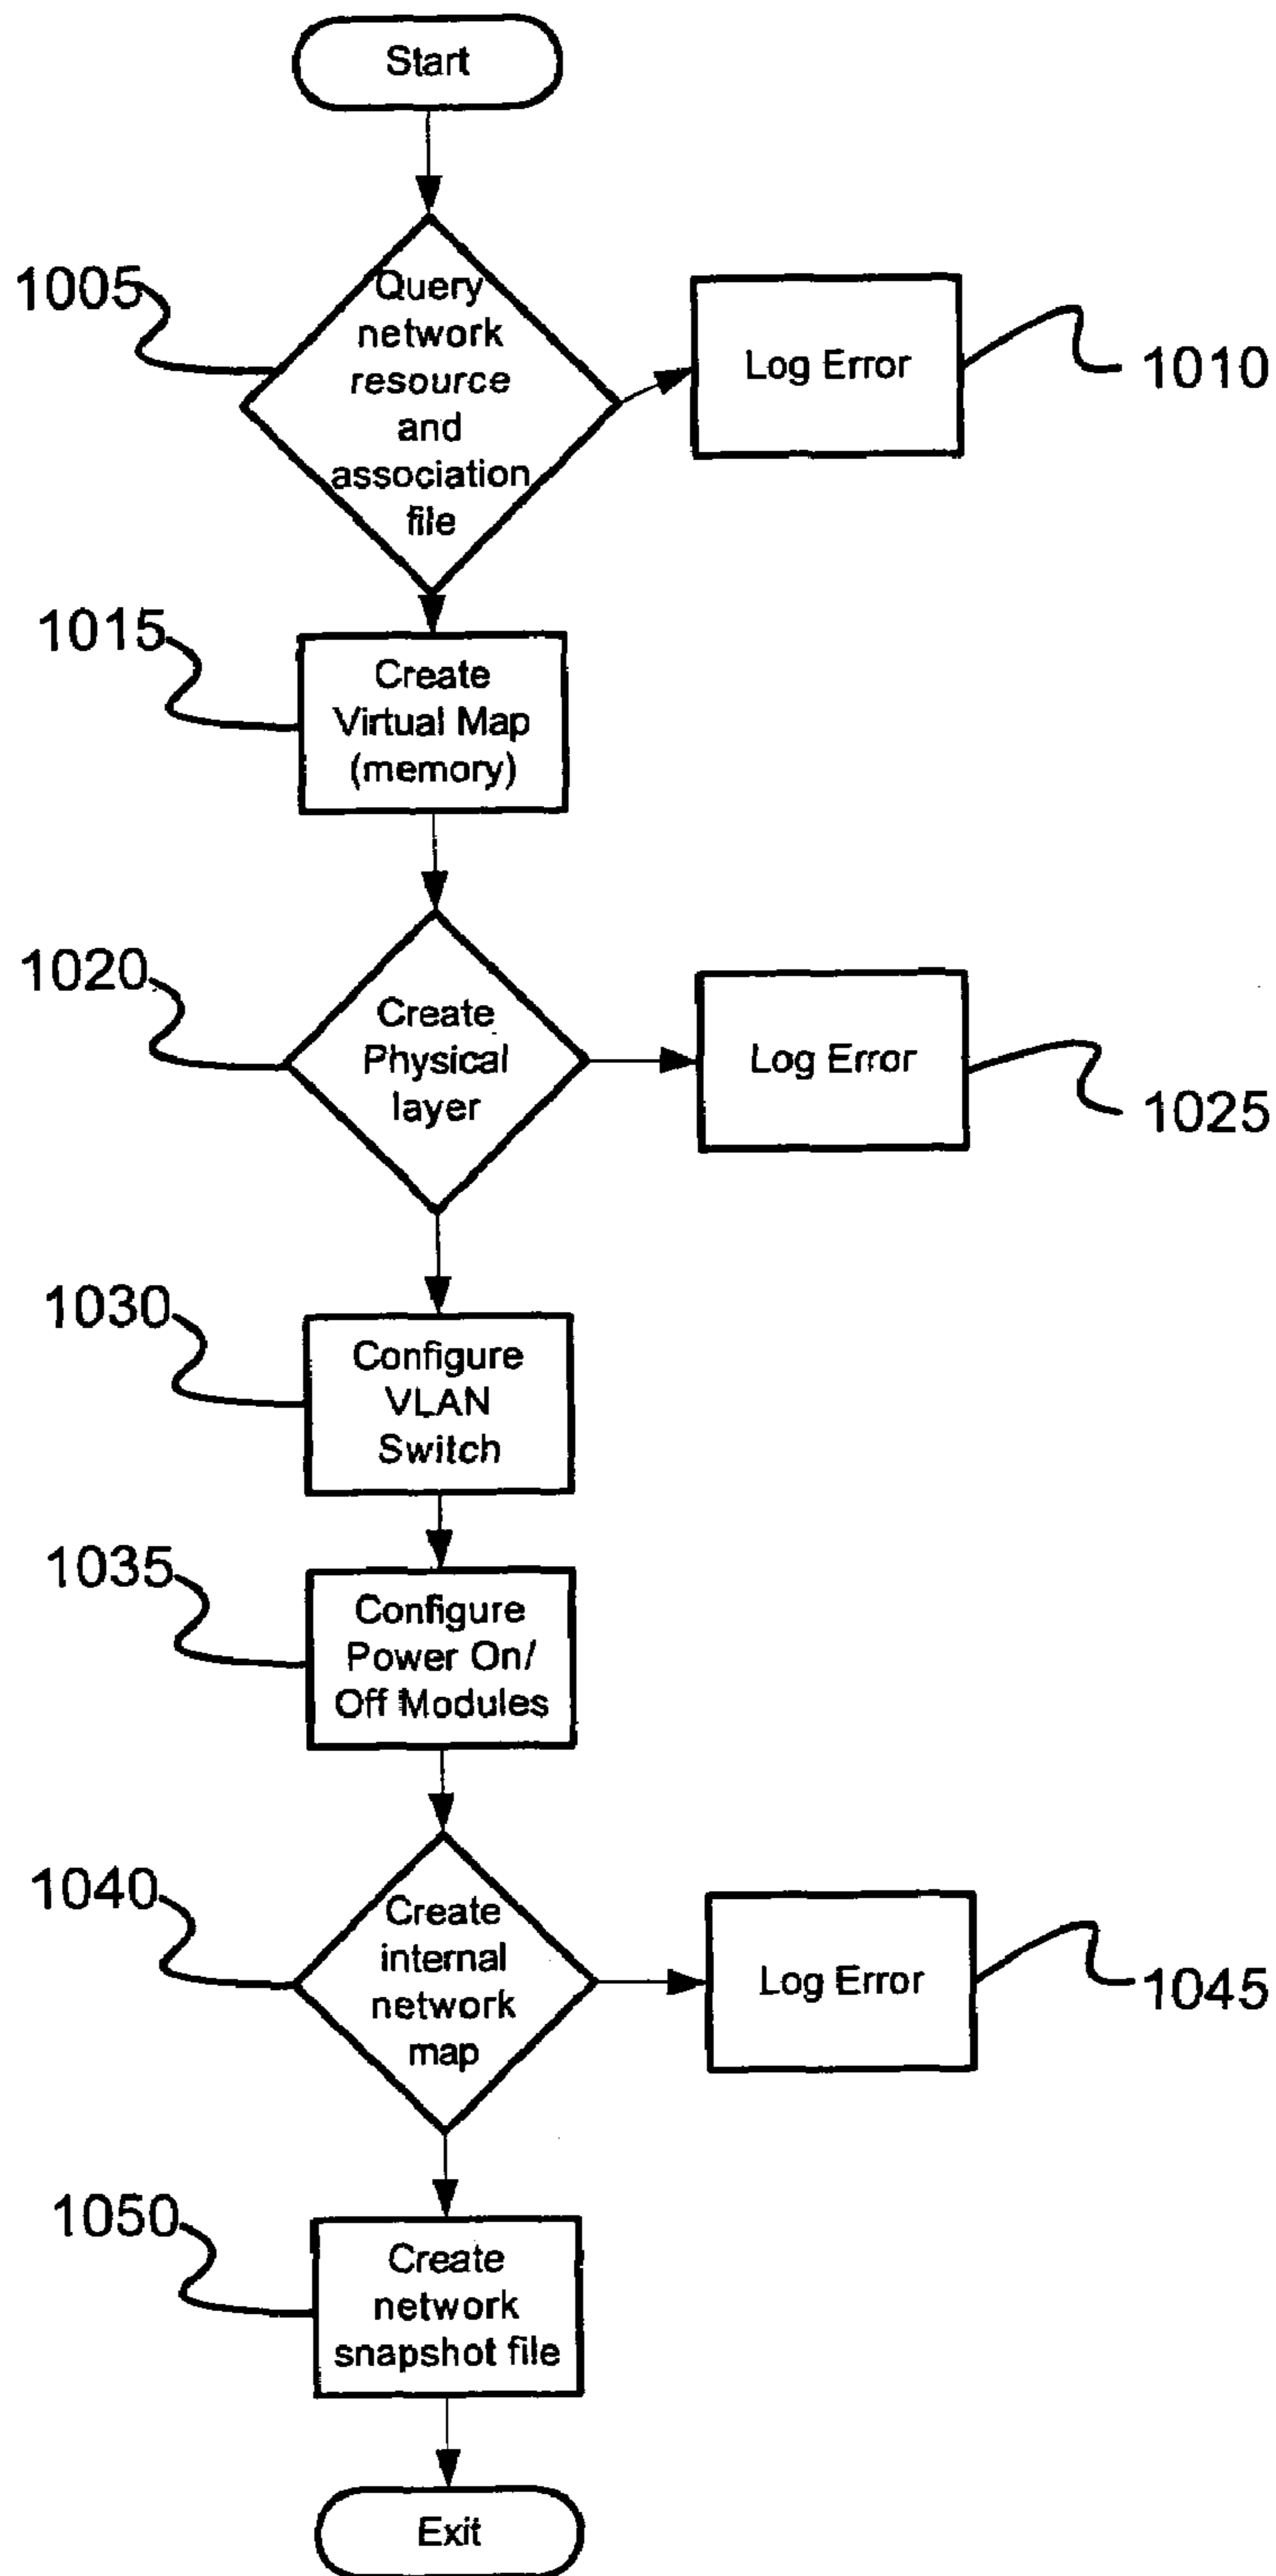 Start
1005
Query
network
resource
and
association
file
Log Error
1010
1015
Create
Virtual Map
(memory)
1020
Create
Physical
layer
Log Error
1025
1030
Configure
VLAN
Switch
1035
Configure
Power On/
Off Modules
1040
Create
internal
network
map
Log Error
1045
1050
Create
network
snapshot file
Exit